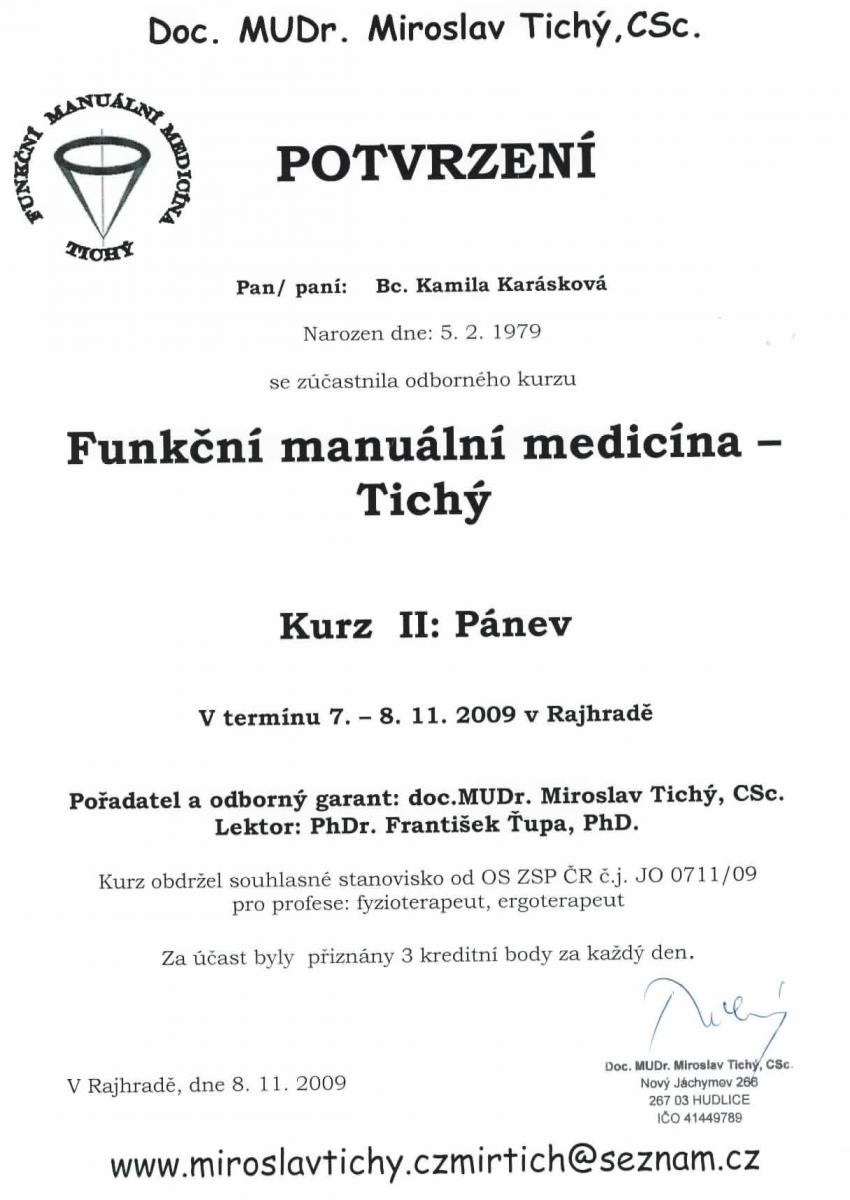 Doc. MUDr. Miroslav Tichý,CSc.
FUNKČNÍ MANUÁLNÍ MEDICÍNA
TICHÝ
POTVRZENÍ
Pan/ paní: Bc. Kamila Karásková
Narozen dne: 5. 2. 1979
se zúčastnila odborného kurzu
Funkční manuální medicína –
Tichý
Kurz II: Pánev
V termínu 7. – 8. 11. 2009 v Rajhradě
Pořadatel a odborný garant: doc.MUDr. Miroslav Tichý, CSc.
Lektor: PhDr. František Ťupa, PhD.
Kurz obdržel souhlasné stanovisko od OS ZSP ČR č.j. JO 0711/09
pro profese: fyzioterapeut, ergoterapeut
Za účast byly přiznány 3 kreditní body za každý den.
Tichý
Doc. MUDr. Miroslav Tichý, CSc.
Nový Jáchymov 266
267 03 HUDLICE
IČO 41449789
V Rajhradě, dne 8. 11. 2009
www.miroslavtichy.czmirtich@seznam.cz